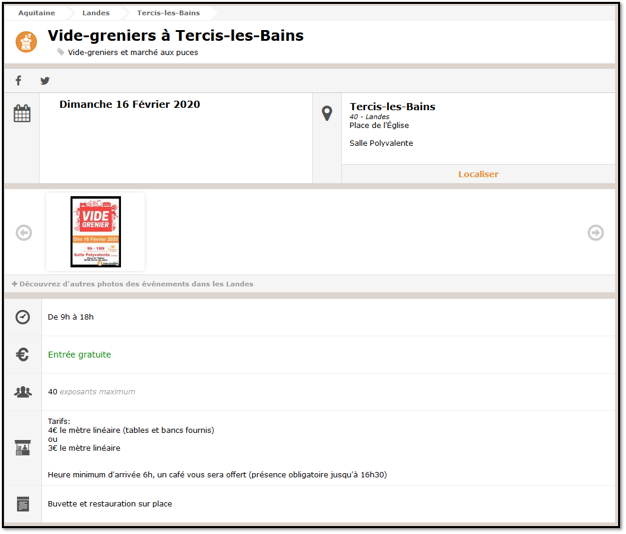 Aquitaine Landes Tercis-les-Bains
Vide-greniers à Tercis-les-Bains
Vide-greniers et marché aux puces
Dimanche 16 Février 2020
Tercis-les-Bains
40 - Landes
Place de l'Église
Salle Polyvalente
Localiser
VIDE
GRENIER
Dim 16 Février 2020
9h - 18H
Salle Polyvalente
+ Découvrez d'autres photos des événements dans les Landes
De 9h à 18h
Entrée gratuite
40 exposants maximum
Tarifs:
4€ le mètre linéaire (tables et bancs fournis)
ou
3€ le mètre linéaire
Heure minimum d'arrivée 6h, un café vous sera offert (présence obligatoire jusqu'à 16h30)
Buvette et restauration sur place